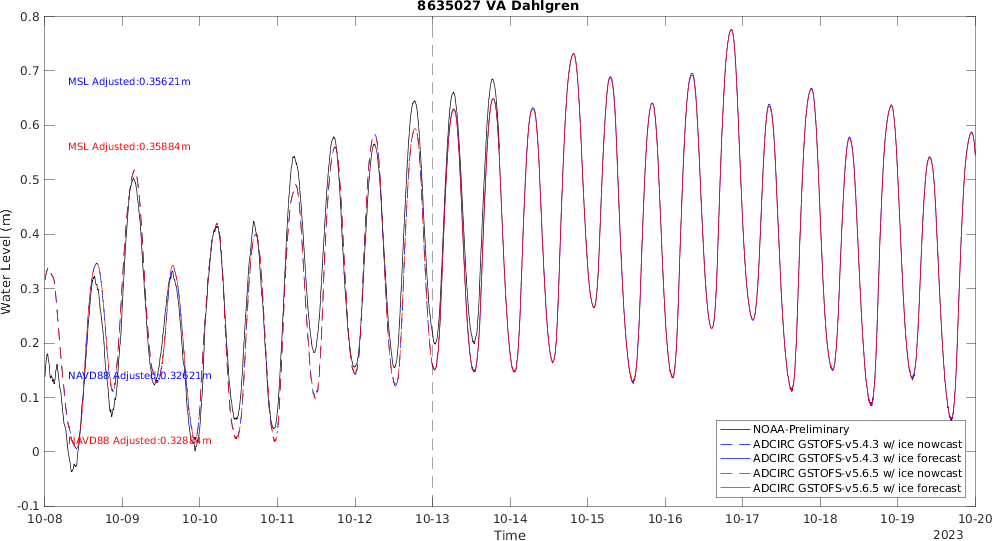 8635027 VA Dahlgren
0.8
0.7
0.6
0.5
0.4
0.3
0.2
0.1
0
-0.1
Water Level (m)
MSL Adjusted:0.35621m
MSL Adjusted:0.35884m
NAVD88 Adjusted:0.32621m
NAVD88 Adjusted:0.32884m
NOAA-Preliminary
ADCIRC GSTOFS-v5.4.3 w/ ice nowcast
ADCIRC GSTOFS-v5.4.3 w/ ice forecast
ADCIRC GSTOFS-v5.6.5 w/ ice nowcast
ADCIRC GSTOFS-v5.6.5 w/ ice forecast
10-08 10-09 10-10 10-11 10-12 10-13 10-14 10-15 10-16 10-17 10-18 10-19 10-20
Time
2023